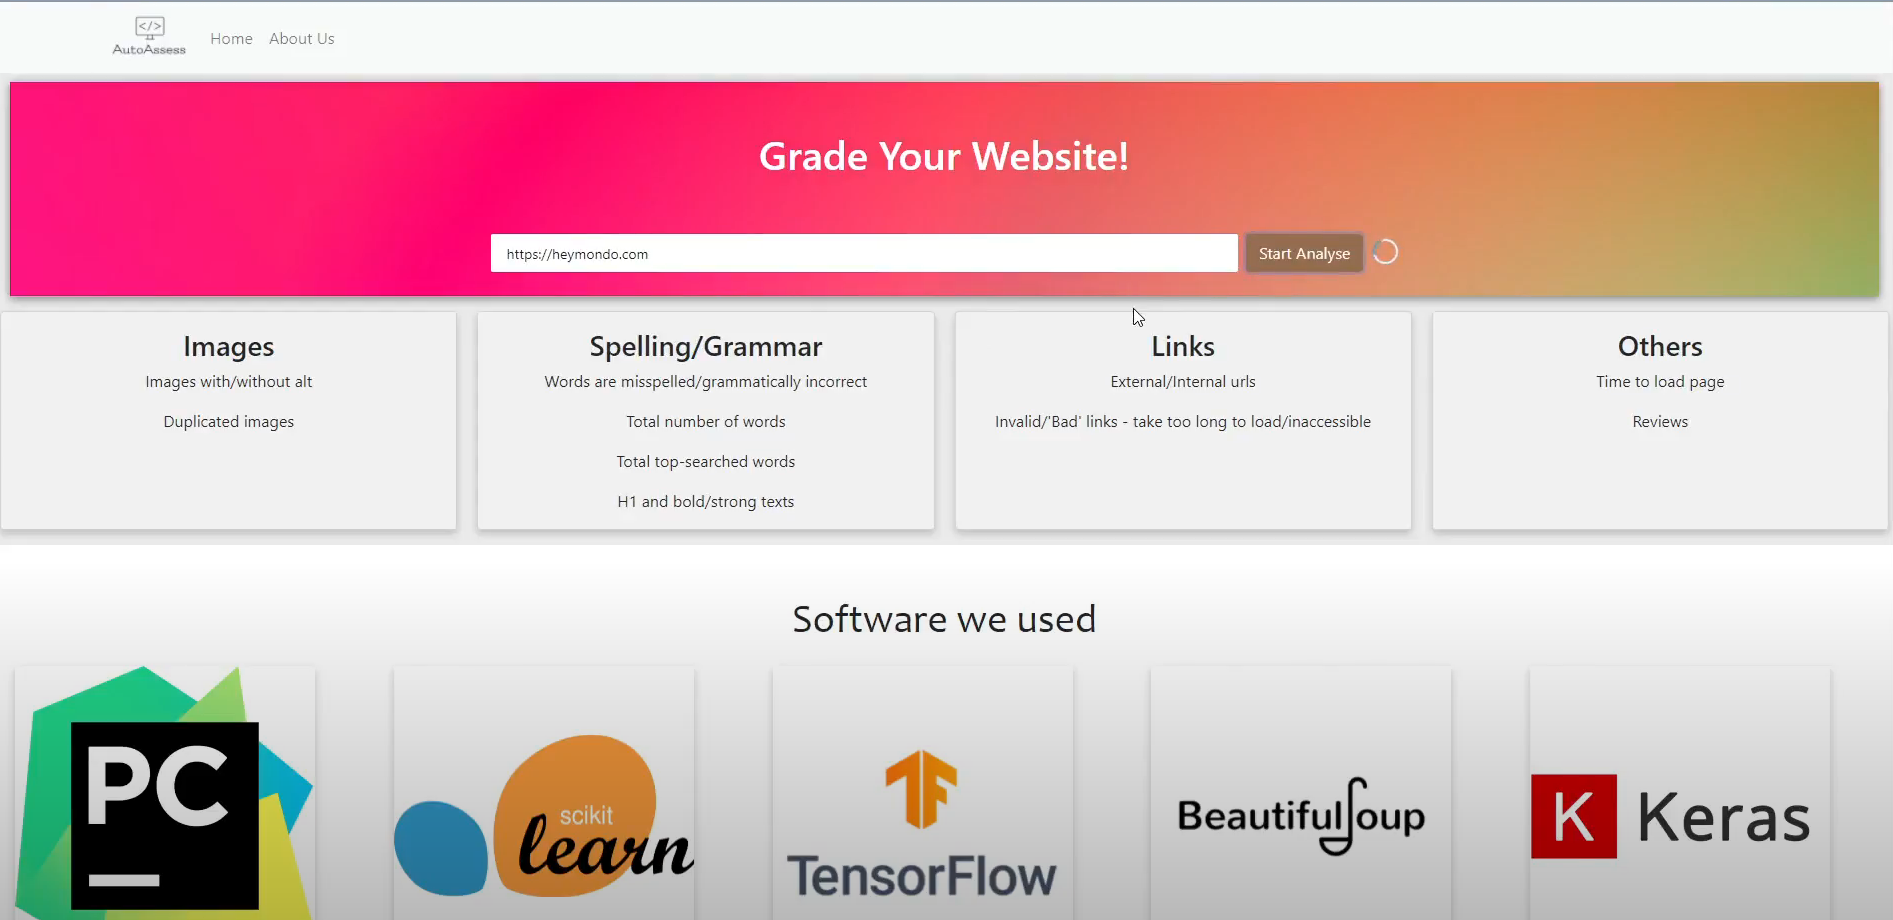 </>
AutoAssess
Home
About Us
Grade Your Website!
https://heymondo.com
Start Analyse
Images
Images with/without alt
Duplicated images
Spelling/Grammar
Words are misspelled/grammatically incorrect
Total number of words
Total top-searched words
H1 and bold/strong texts
Links
External/Internal urls
Invalid/'Bad' links - take too long to load/inaccessible
Others
Time to load page
Reviews
Software we used
PC
scikit
learn
TensorFlow
BeautifulSoup
K Keras